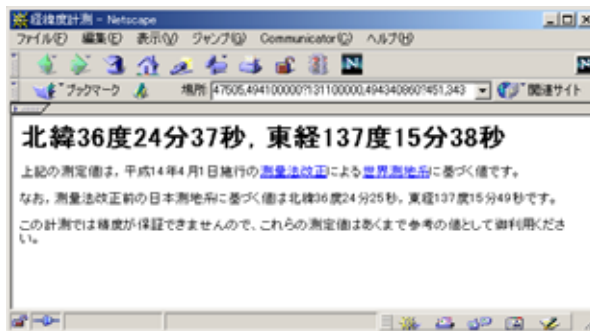 経緯度計測 - Netscape
ファイル(F) 編集(E) 表示(V) ジャンプ(G) Communicator(C) ヘルプ(H)
ブックマーク 場所 47505,494100000?131100000,494340860?451,343 関連サイト
北緯36度24分37秒，東経137度15分38秒
上記の測定値は，平成14年4月1日施行の測量法改正による世界測地系に基づく値です。
なお，測量法改正前の日本測地系に基づく値は北緯36度24分25秒，東経137度15分49秒です。
この計測では精度が保証できませんので、これらの測定値はあくまで参考の値として御利用くださ
い。